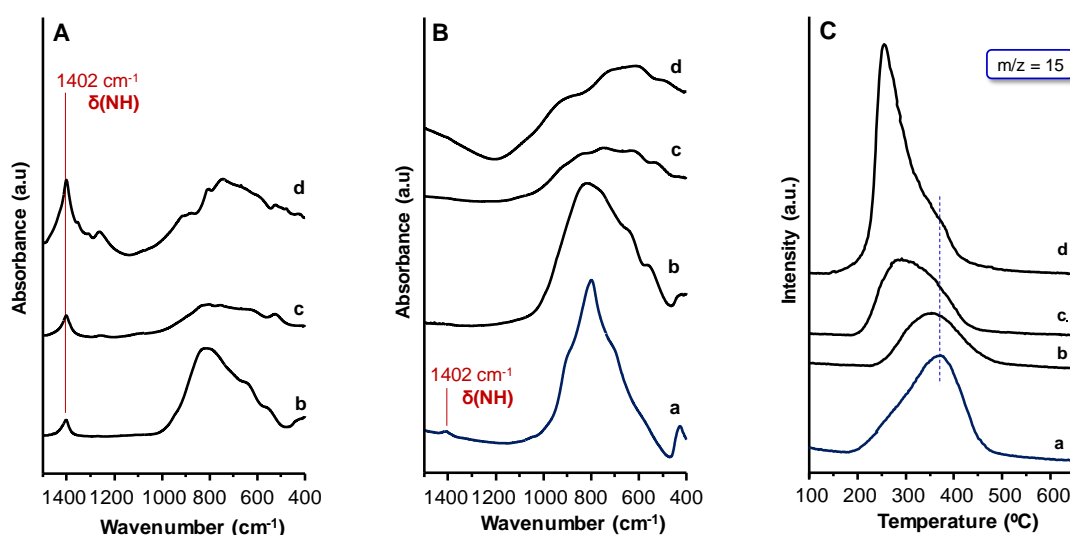 A
1402 cm⁻¹
δ(NH)
d
c
b
Absorbance (a.u)
1400 1200 1000 800 600 400
Wavenumber (cm⁻¹)
B
d
c
b
1402 cm⁻¹
δ(NH)
a
Absorbance (a.u)
1400 1200 1000 800 600 400
Wavenumber (cm⁻¹)
C
m/z = 15
d
c.
b
a
Intensity (a.u.)
100 200 300 400 500 600
Temperature (ºC)